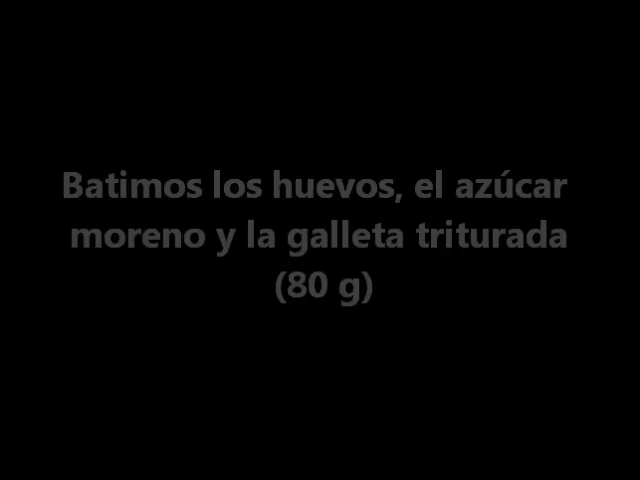 Batimos los huevos, el azúcar
moreno y la galleta triturada
(80 g)